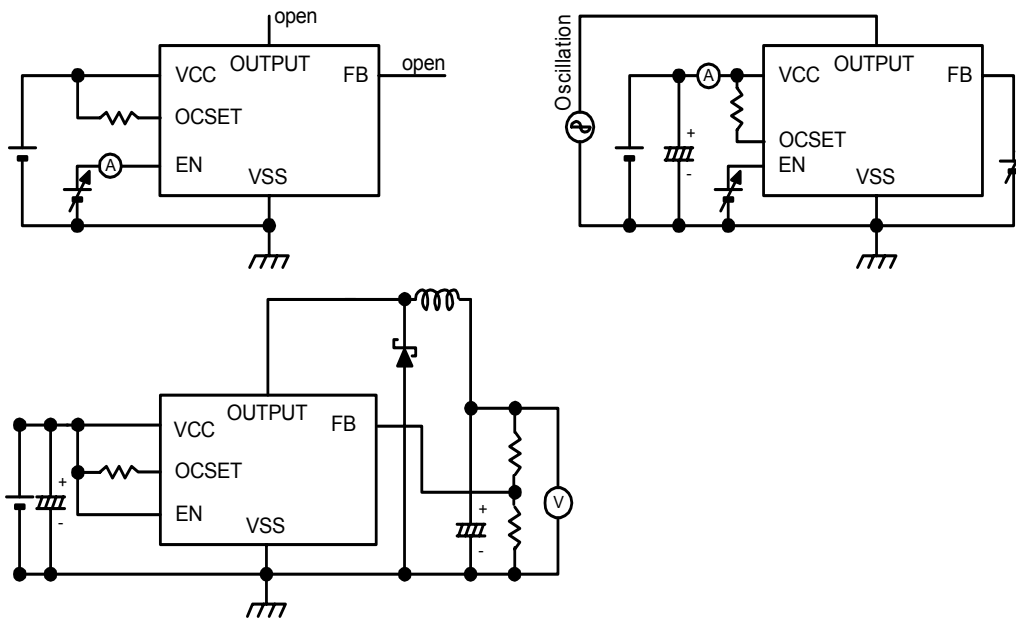 open
OUTPUT
VCC
FB
open
OCSET
A
EN
VSS
Oscillation
OUTPUT
A
VCC
FB
+
OCSET
-
EN
VSS
OUTPUT
VCC
FB
OCSET
+
EN
-
VSS
+
-
V